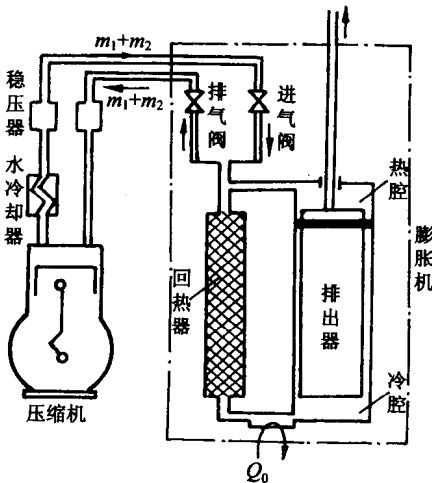 m₁+m₂
m₁+m₂
稳压器
水冷却器
排气阀
进气阀
热腔
膨胀机
回热器
排出器
冷腔
压缩机
Q₀